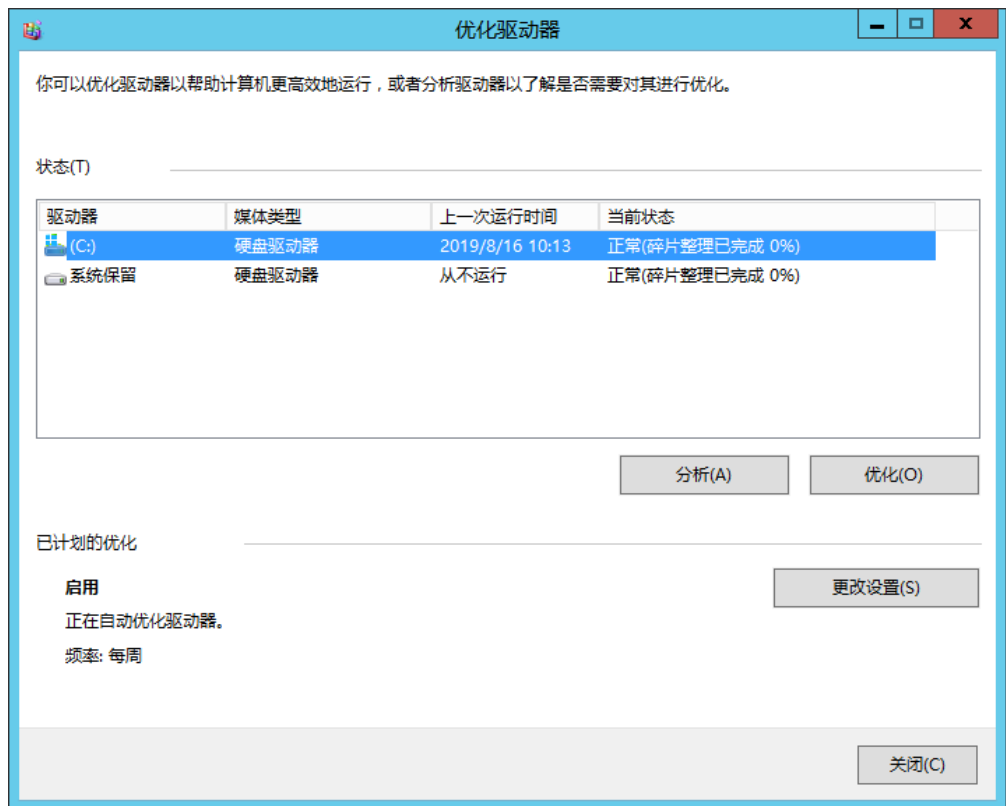 优化驱动器
你可以优化驱动器以帮助计算机更高效地运行，或者分析驱动器以了解是否需要对其进行优化。
状态(T)
驱动器 媒体类型 上一次运行时间 当前状态
(C:) 硬盘驱动器 2019/8/16 10:13 正常(碎片整理已完成 0%)
系统保留 硬盘驱动器 从不运行 正常(碎片整理已完成 0%)
分析(A) 优化(O)
已计划的优化
启用
更改设置(S)
正在自动优化驱动器。
频率: 每周
关闭(C)